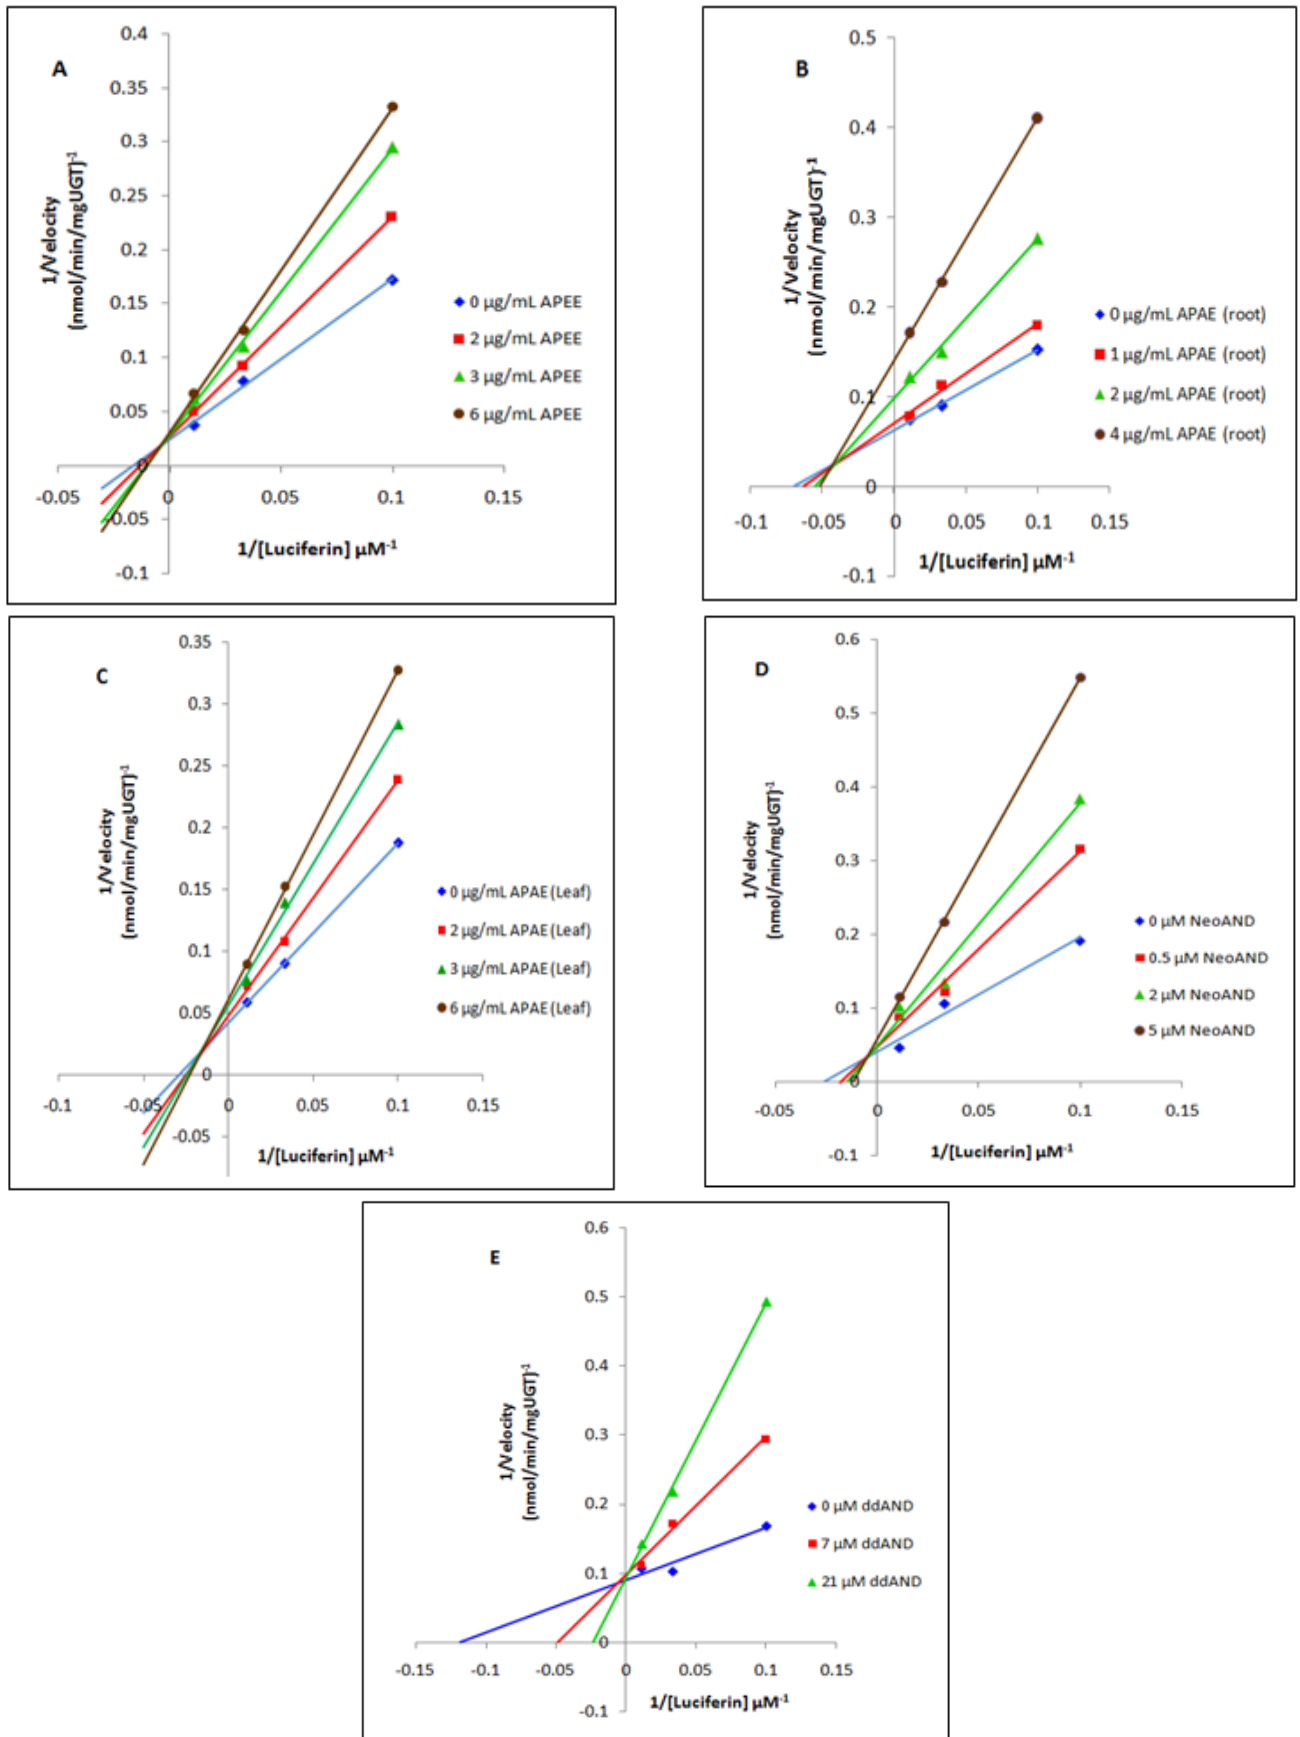 A
0.4
0.35
0.3
0.25
0.2
0.15
0.1
0.05
0
-0.05
-0.1
-0.05 0 0.05 0.1 0.15
1/Velocity
(nmol/min/mgUGT)-1
1/[Luciferin] µM-1
0 µg/mL APEE
2 µg/mL APEE
3 µg/mL APEE
6 µg/mL APEE
B
0.5
0.4
0.3
0.2
0.1
0
-0.1
-0.1 -0.05 0 0.05 0.1 0.15
1/Velocity
(nmol/min/mgUGT)-1
1/[Luciferin] µM-1
0 µg/mL APAE (root)
1 µg/mL APAE (root)
2 µg/mL APAE (root)
4 µg/mL APAE (root)
C
0.35
0.3
0.25
0.2
0.15
0.1
0.05
0
-0.05
-0.1 -0.05 0 0.05 0.1 0.15
1/Velocity
(nmol/min/mgUGT)-1
1/[Luciferin] µM-1
0 µg/mL APAE (Leaf)
2 µg/mL APAE (Leaf)
3 µg/mL APAE (Leaf)
6 µg/mL APAE (Leaf)
D
0.6
0.5
0.4
0.3
0.2
0.1
0
-0.1
-0.05 0 0.05 0.1 0.15
1/Velocity
(nmol/min/mgUGT)-1
1/[Luciferin] µM-1
0 µM NeoAND
0.5 µM NeoAND
2 µM NeoAND
5 µM NeoAND
E
0.6
0.5
0.4
0.3
0.2
0.1
0
-0.1
-0.15 -0.1 -0.05 0 0.05 0.1 0.15
1/Velocity
(nmol/min/mgUGT)-1
1/[Luciferin] µM-1
0 µM ddAND
7 µM ddAND
21 µM ddAND